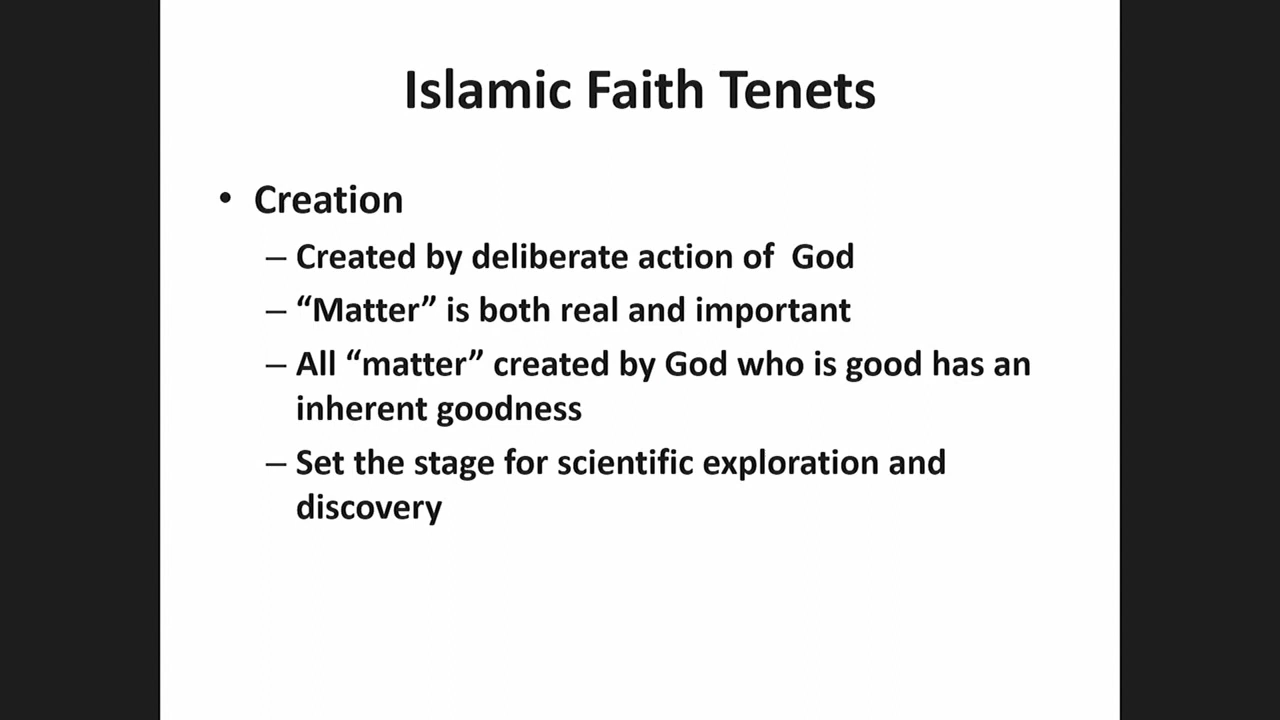 Islamic Faith Tenets
• Creation
– Created by deliberate action of  God
– “Matter” is both real and important
– All “matter” created by God who is good has an
inherent goodness
– Set the stage for scientific exploration and
discovery